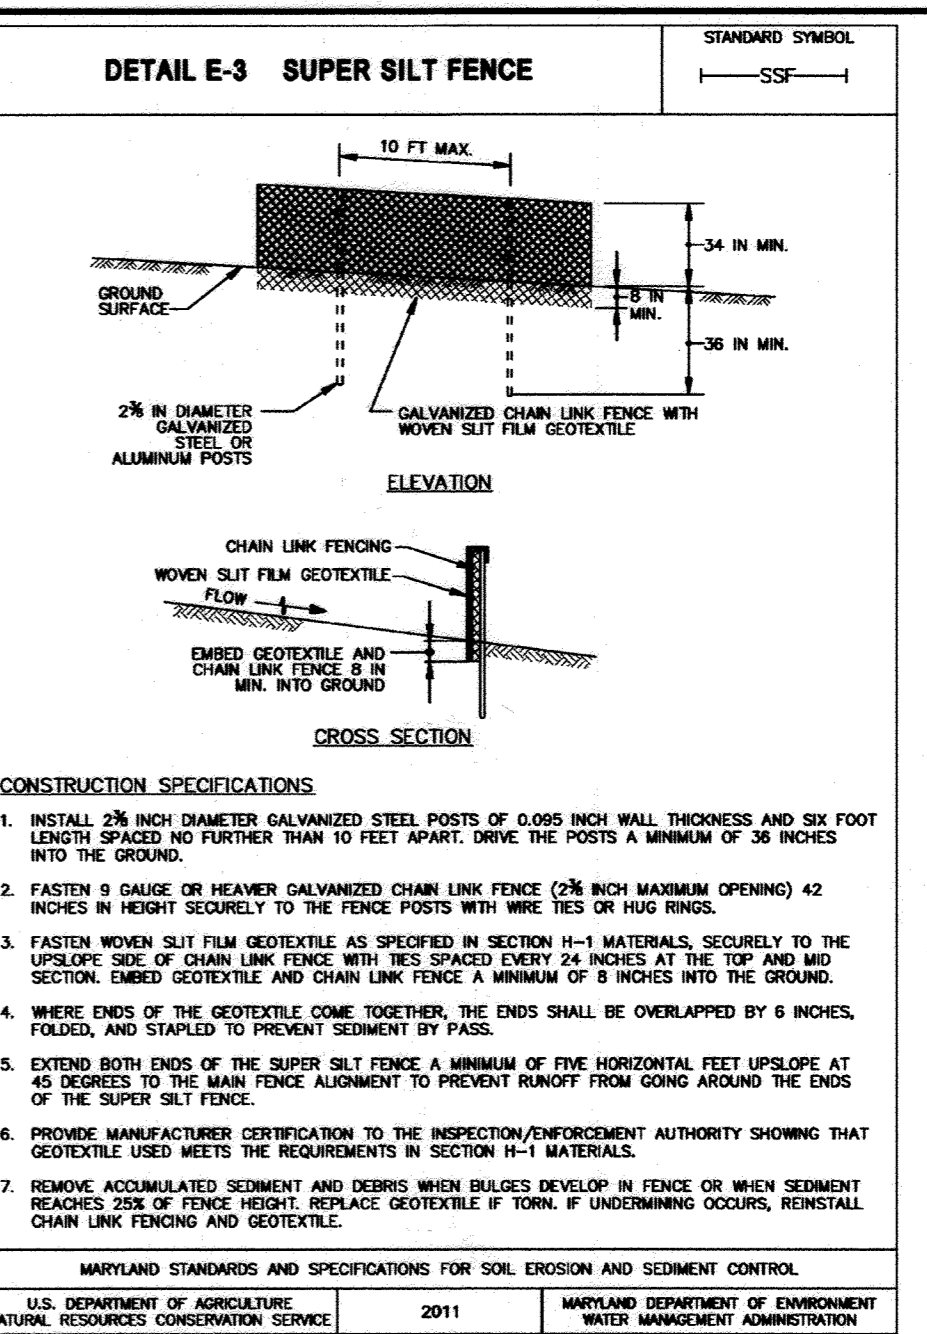 DETAIL E-3 SUPER SILT FENCE
STANDARD SYMBOL
SSF
10 FT MAX.
34 IN MIN.
GROUND
SURFACE
8 IN
MIN.
36 IN MIN.
2⅜ IN DIAMETER
GALVANIZED
STEEL OR
ALUMINUM POSTS
GALVANIZED CHAIN LINK FENCE WITH
WOVEN SLIT FILM GEOTEXTILE
ELEVATION
CHAIN LINK FENCING
WOVEN SLIT FILM GEOTEXTILE
FLOW
EMBED GEOTEXTILE AND
CHAIN LINK FENCE 8 IN
MIN. INTO GROUND
CROSS SECTION
CONSTRUCTION SPECIFICATIONS
1. INSTALL 2⅜ INCH DIAMETER GALVANIZED STEEL POSTS OF 0.095 INCH WALL THICKNESS AND SIX FOOT
LENGTH SPACED NO FURTHER THAN 10 FEET APART. DRIVE THE POSTS A MINIMUM OF 36 INCHES
INTO THE GROUND.
2. FASTEN 9 GAUGE OR HEAVIER GALVANIZED CHAIN LINK FENCE (2⅜ INCH MAXIMUM OPENING) 42
INCHES IN HEIGHT SECURELY TO THE FENCE POSTS WITH WIRE TIES OR HUG RINGS.
3. FASTEN WOVEN SLIT FILM GEOTEXTILE AS SPECIFIED IN SECTION H-1 MATERIALS, SECURELY TO THE
UPSLOPE SIDE OF CHAIN LINK FENCE WITH TIES SPACED EVERY 24 INCHES AT THE TOP AND MID
SECTION. EMBED GEOTEXTILE AND CHAIN LINK FENCE A MINIMUM OF 8 INCHES INTO THE GROUND.
4. WHERE ENDS OF THE GEOTEXTILE COME TOGETHER, THE ENDS SHALL BE OVERLAPPED BY 6 INCHES,
FOLDED, AND STAPLED TO PREVENT SEDIMENT BY PASS.
5. EXTEND BOTH ENDS OF THE SUPER SILT FENCE A MINIMUM OF FIVE HORIZONTAL FEET UPSLOPE AT
45 DEGREES TO THE MAIN FENCE ALIGNMENT TO PREVENT RUNOFF FROM GOING AROUND THE ENDS
OF THE SUPER SILT FENCE.
6. PROVIDE MANUFACTURER CERTIFICATION TO THE INSPECTION/ENFORCEMENT AUTHORITY SHOWING THAT
GEOTEXTILE USED MEETS THE REQUIREMENTS IN SECTION H-1 MATERIALS.
7. REMOVE ACCUMULATED SEDIMENT AND DEBRIS WHEN BULGES DEVELOP IN FENCE OR WHEN SEDIMENT
REACHES 25% OF FENCE HEIGHT. REPLACE GEOTEXTILE IF TORN. IF UNDERMINING OCCURS, REINSTALL
CHAIN LINK FENCING AND GEOTEXTILE.
MARYLAND STANDARDS AND SPECIFICATIONS FOR SOIL EROSION AND SEDIMENT CONTROL
U.S. DEPARTMENT OF AGRICULTURE
ATURAL RESOURCES CONSERVATION SERVICE
2011
MARYLAND DEPARTMENT OF ENVIRONMENT
WATER MANAGEMENT ADMINISTRATION